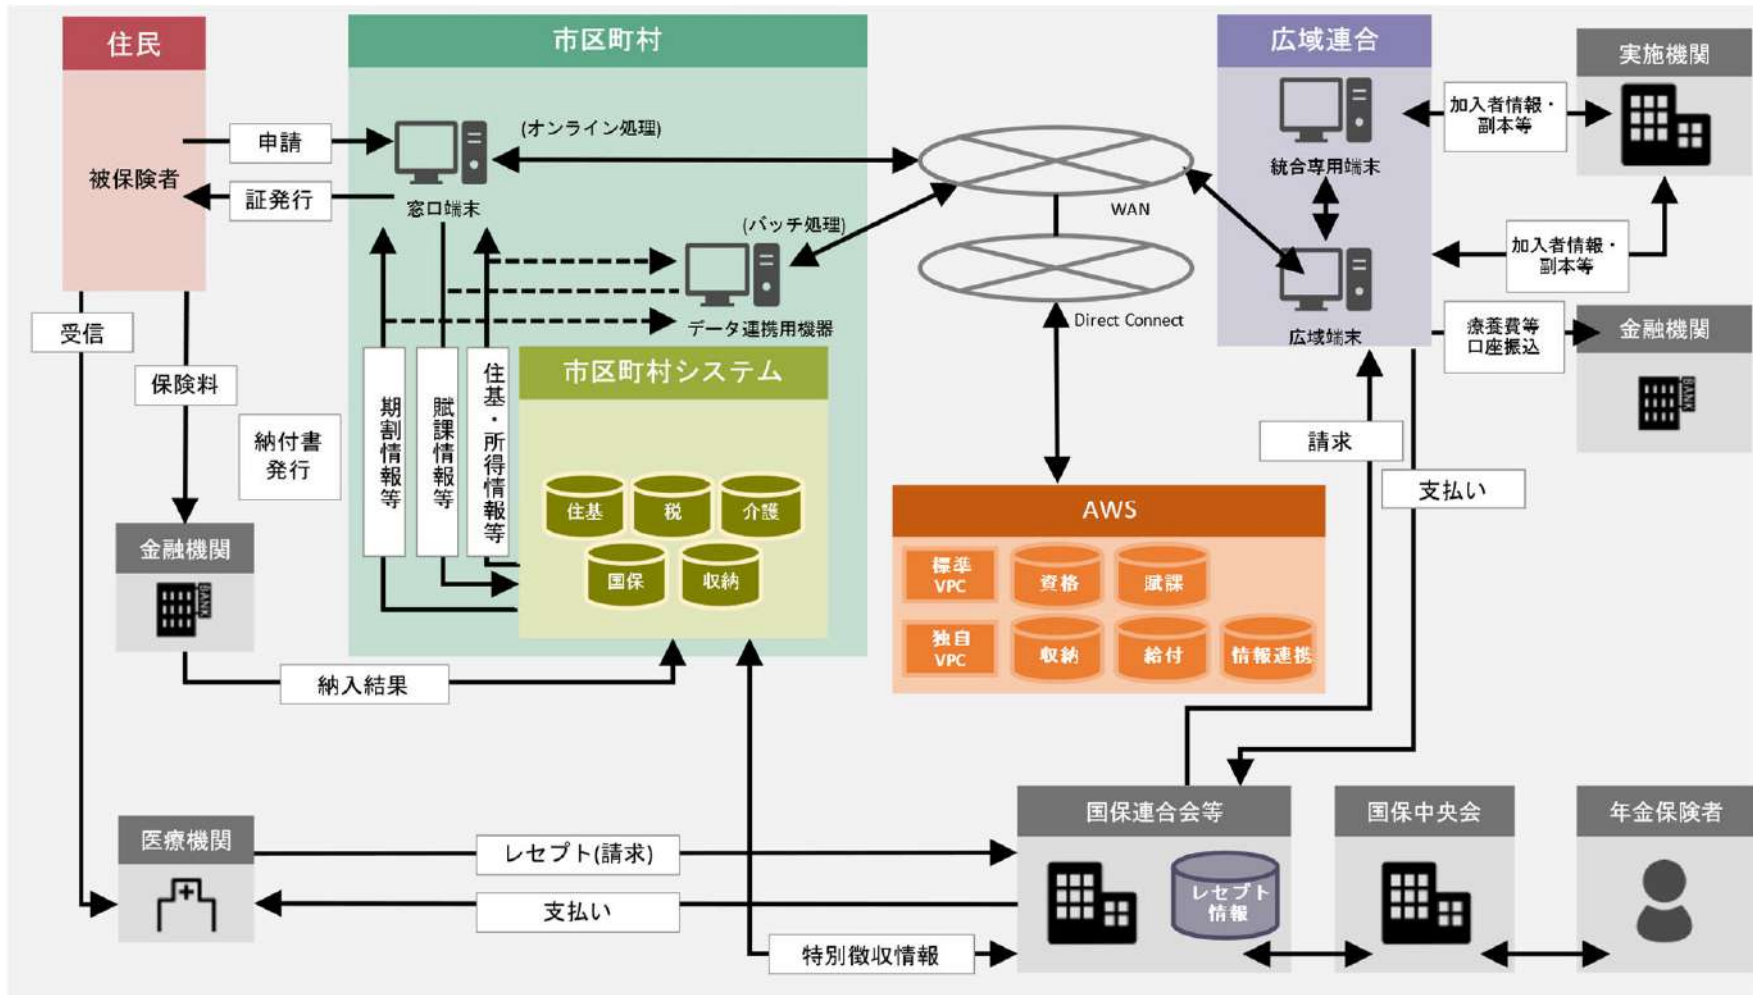 住民
被保険者
申請
証発行
受信
保険料
納付書
発行
金融機関
BANK
納入結果
医療機関
市区町村
(オンライン処理)
窓口端末
(バッチ処理)
データ連携用機器
期割情報等
賦課情報等
住基・所得情報等
市区町村システム
住基
税
介護
国保
収納
WAN
Direct Connect
AWS
標準
VPC
資格
賦課
独自
VPC
収納
給付
情報連携
広域連合
統合専用端末
広域端末
加入者情報・
副本等
実施機関
加入者情報・
副本等
療養費等
口座振込
金融機関
BANK
請求
支払い
レセプト(請求)
支払い
特別徴収情報
国保連合会等
レセプト
情報
国保中央会
年金保険者